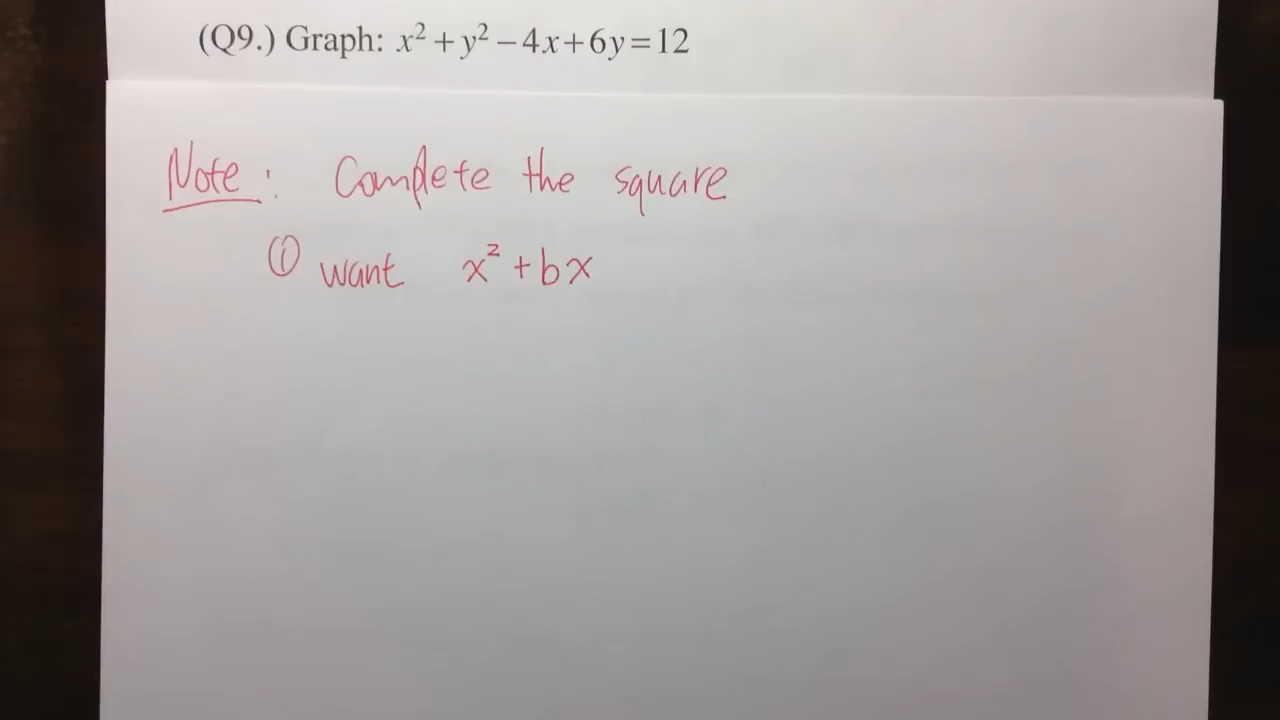 (Q9.) Graph: x² + y² − 4x + 6y = 12
Note: Complete the square
① want x² + bx